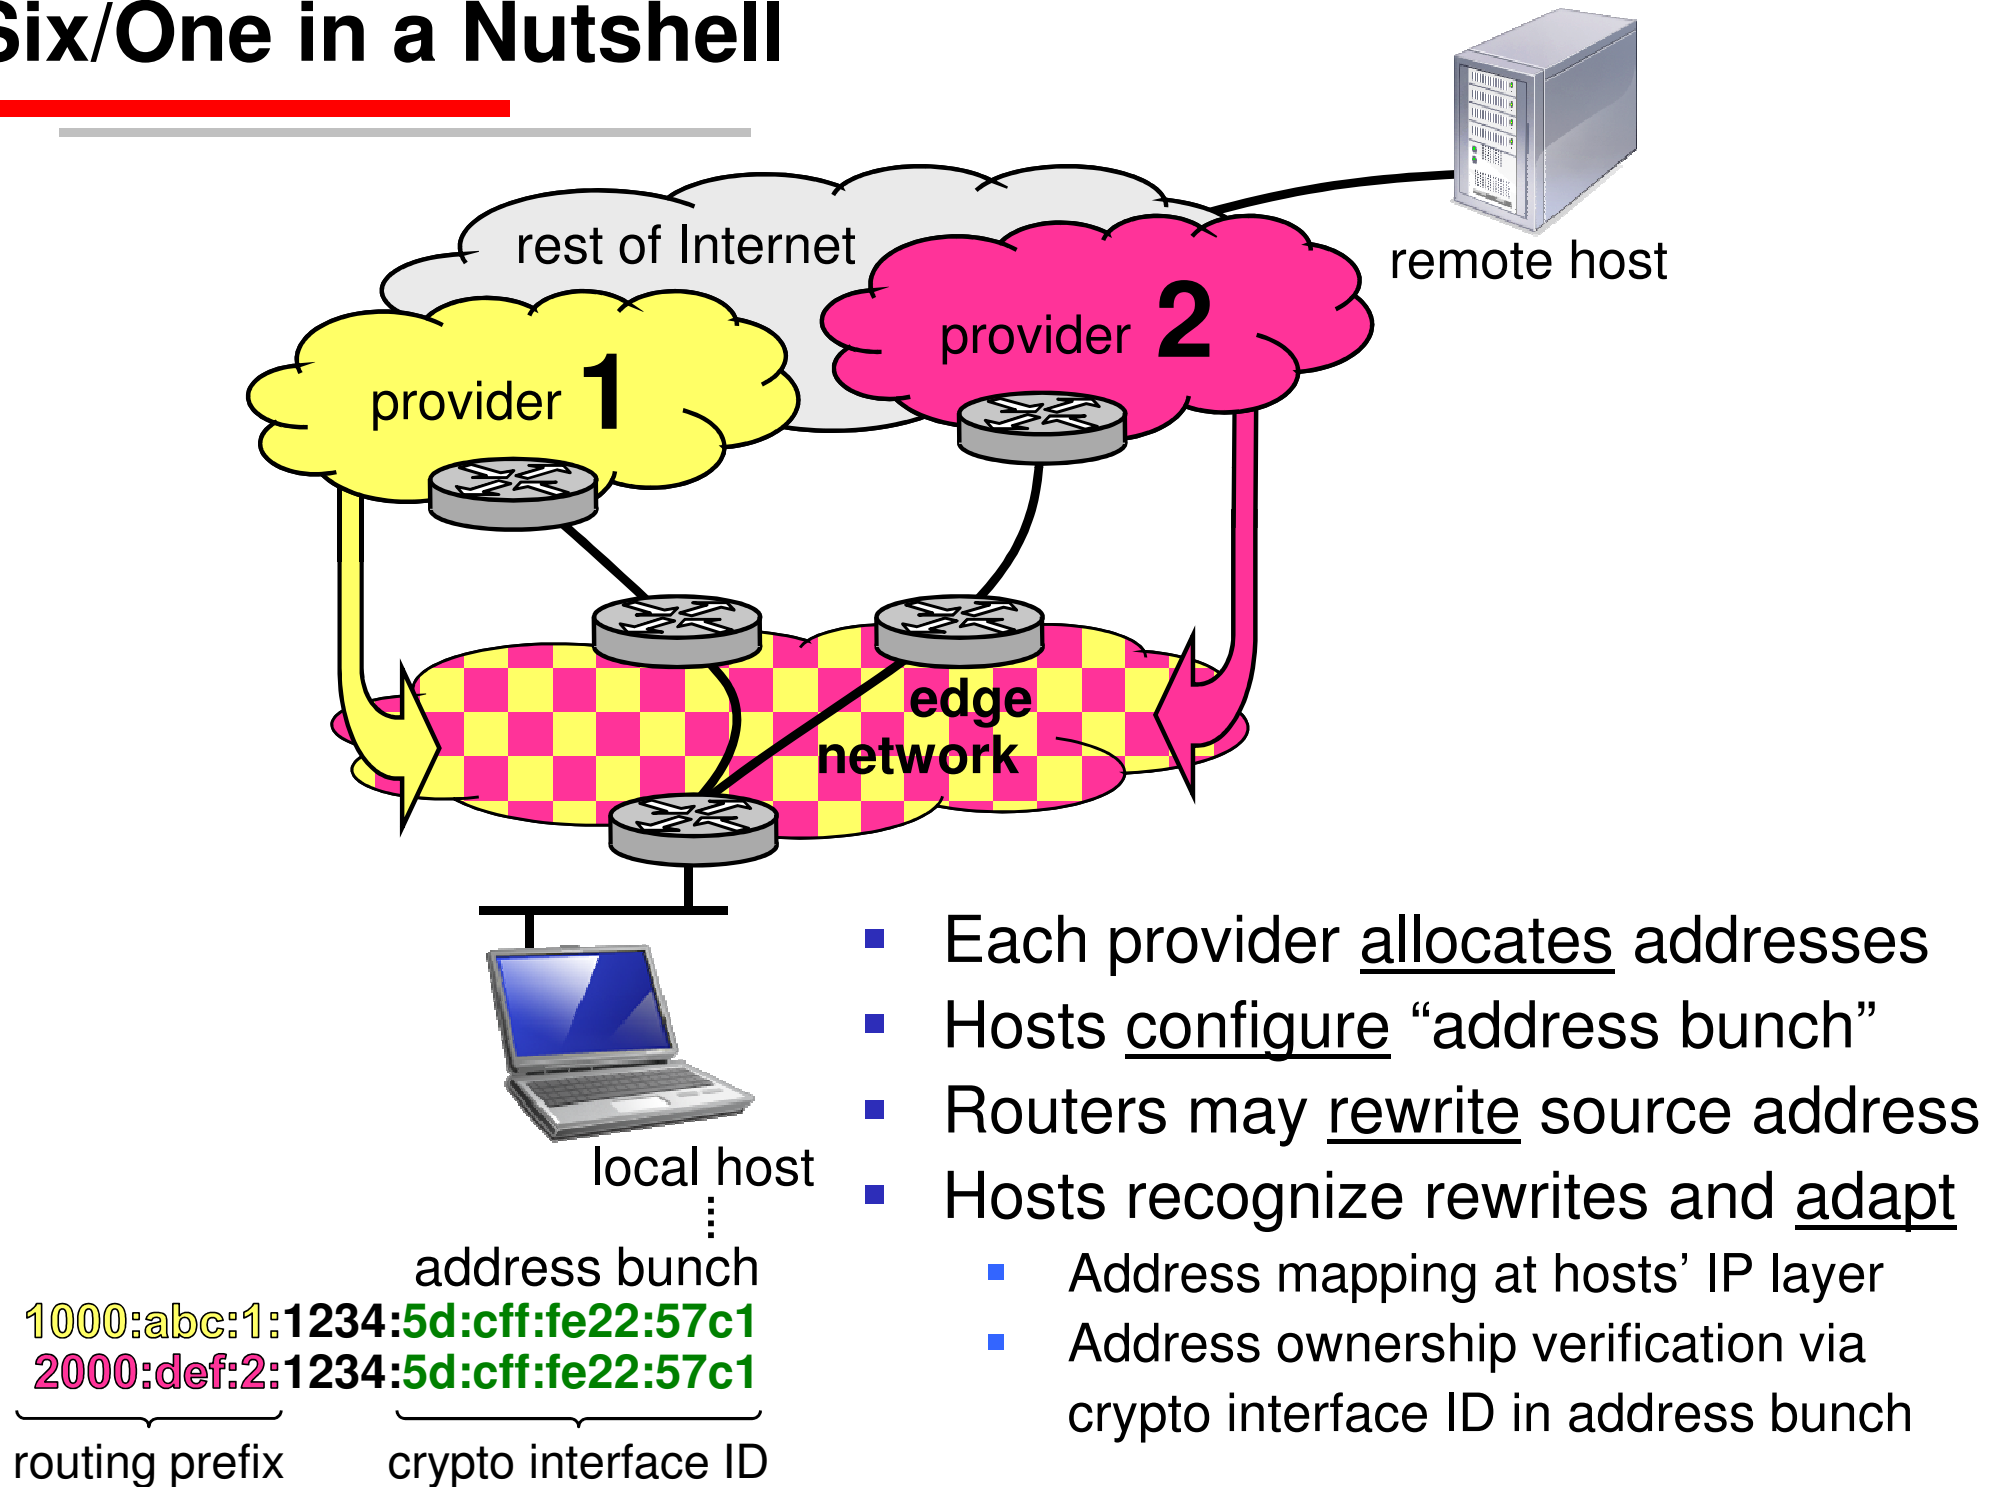 Six/One in a Nutshell
rest of Internet
remote host
provider 2
provider 1
edge
network
local host
address bunch
1000:abc:1:1234:5d:cff:fe22:57c1
2000:def:2:1234:5d:cff:fe22:57c1
routing prefix
crypto interface ID
Each provider allocates addresses
Hosts configure “address bunch”
Routers may rewrite source address
Hosts recognize rewrites and adapt
Address mapping at hosts’ IP layer
Address ownership verification via
crypto interface ID in address bunch